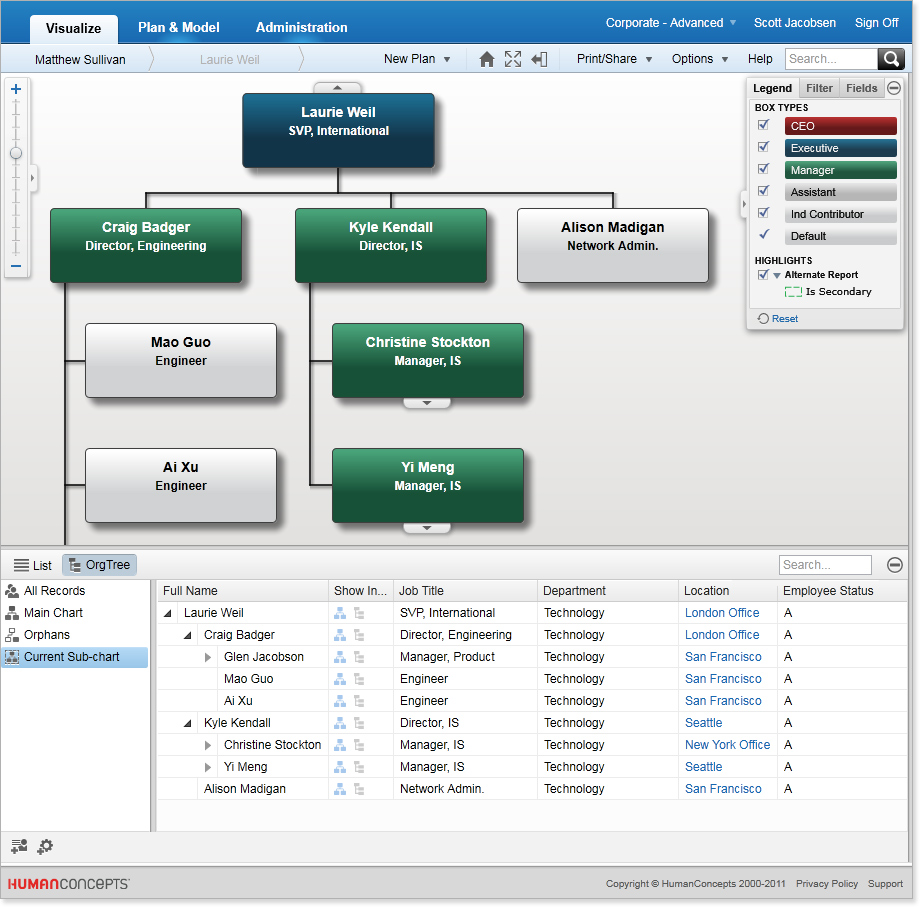 Visualize Plan & Model Administration Corporate - Advanced Scott Jacobsen Sign Off
Matthew Sullivan Laurie Weil New Plan Print/Share Options Help Search...
Legend Filter Fields
BOX TYPES
CEO
Executive
Manager
Assistant
Ind Contributor
Default
HIGHLIGHTS
Alternate Report
Is Secondary
Reset
Laurie Weil
SVP, International
Craig Badger
Director, Engineering
Kyle Kendall
Director, IS
Alison Madigan
Network Admin.
Mao Guo
Engineer
Christine Stockton
Manager, IS
Ai Xu
Engineer
Yi Meng
Manager, IS
List OrgTree Search...
All Records
Main Chart
Orphans
Current Sub-chart
Full Name Show In... Job Title Department Location Employee Status
Laurie Weil SVP, International Technology London Office A
Craig Badger Director, Engineering Technology London Office A
Glen Jacobson Manager, Product Technology San Francisco A
Mao Guo Engineer Technology San Francisco A
Ai Xu Engineer Technology San Francisco A
Kyle Kendall Director, IS Technology Seattle A
Christine Stockton Manager, IS Technology New York Office A
Yi Meng Manager, IS Technology Seattle A
Alison Madigan Network Admin. Technology San Francisco A
HUMANCONCEPTS Copyright © HumanConcepts 2000-2011 Privacy Policy Support